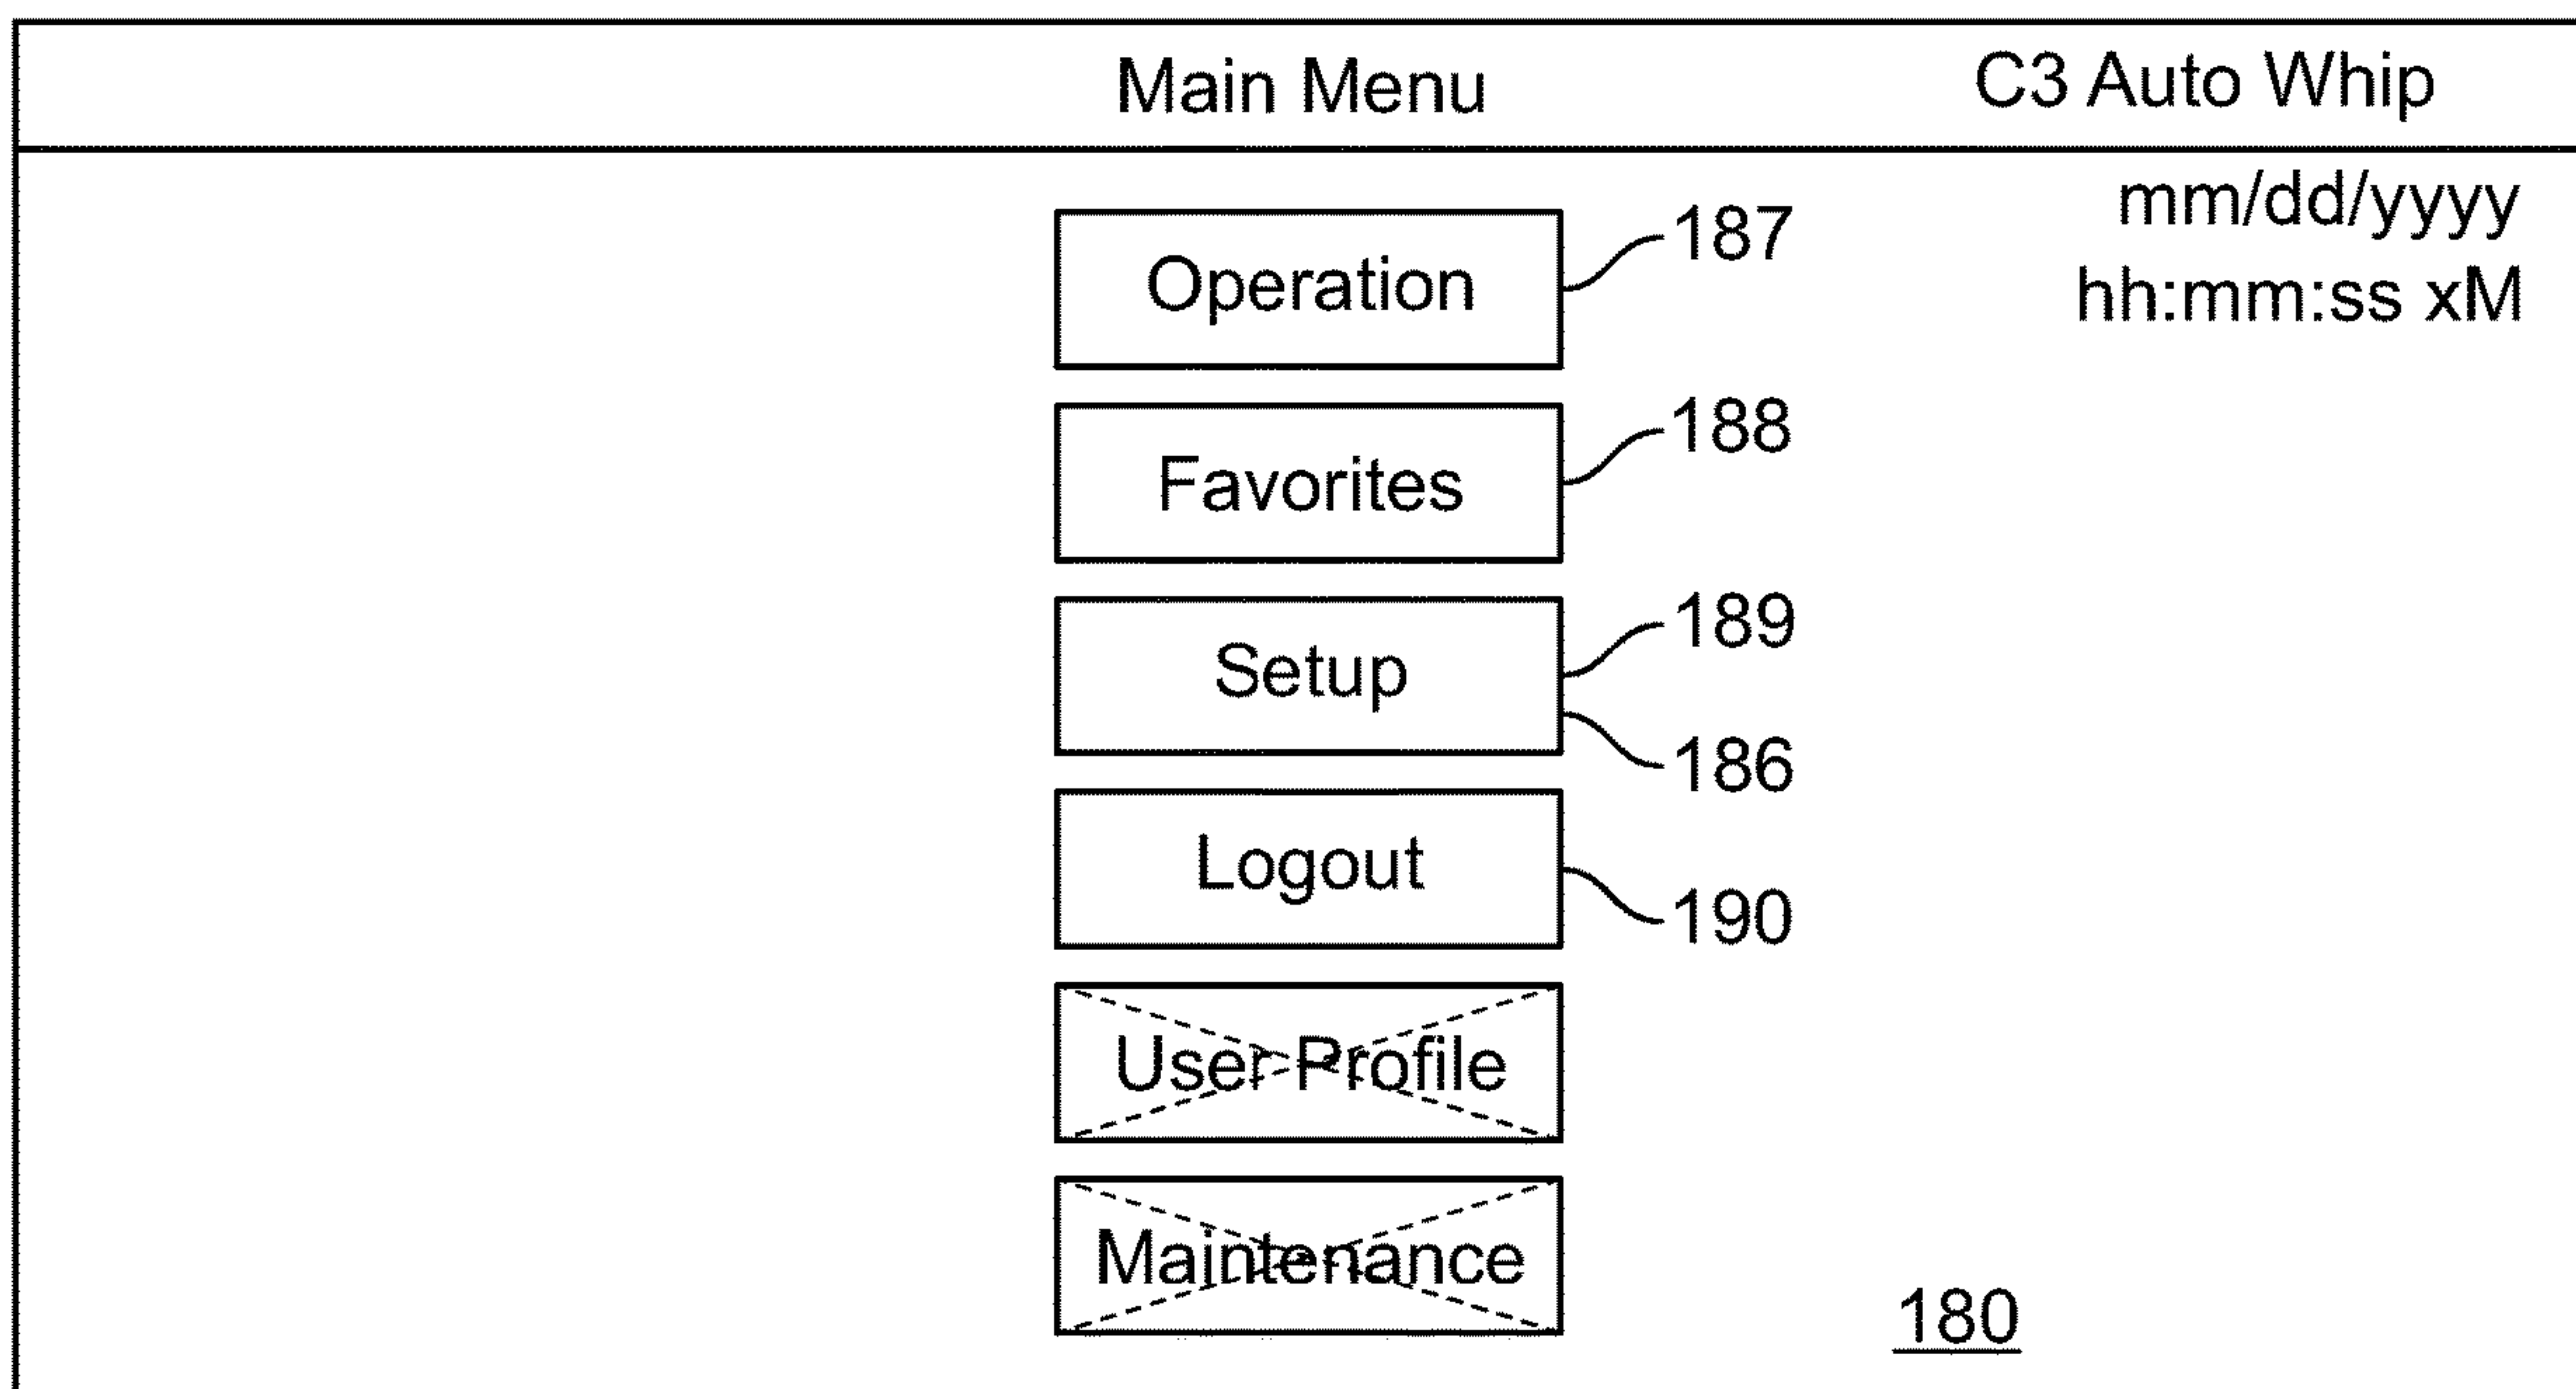 Main Menu C3 Auto Whip
mm/dd/yyyy
hh:mm:ss xM
Operation 187
Favorites 188
Setup 189
186
Logout 190
User Profile
Maintenance
180